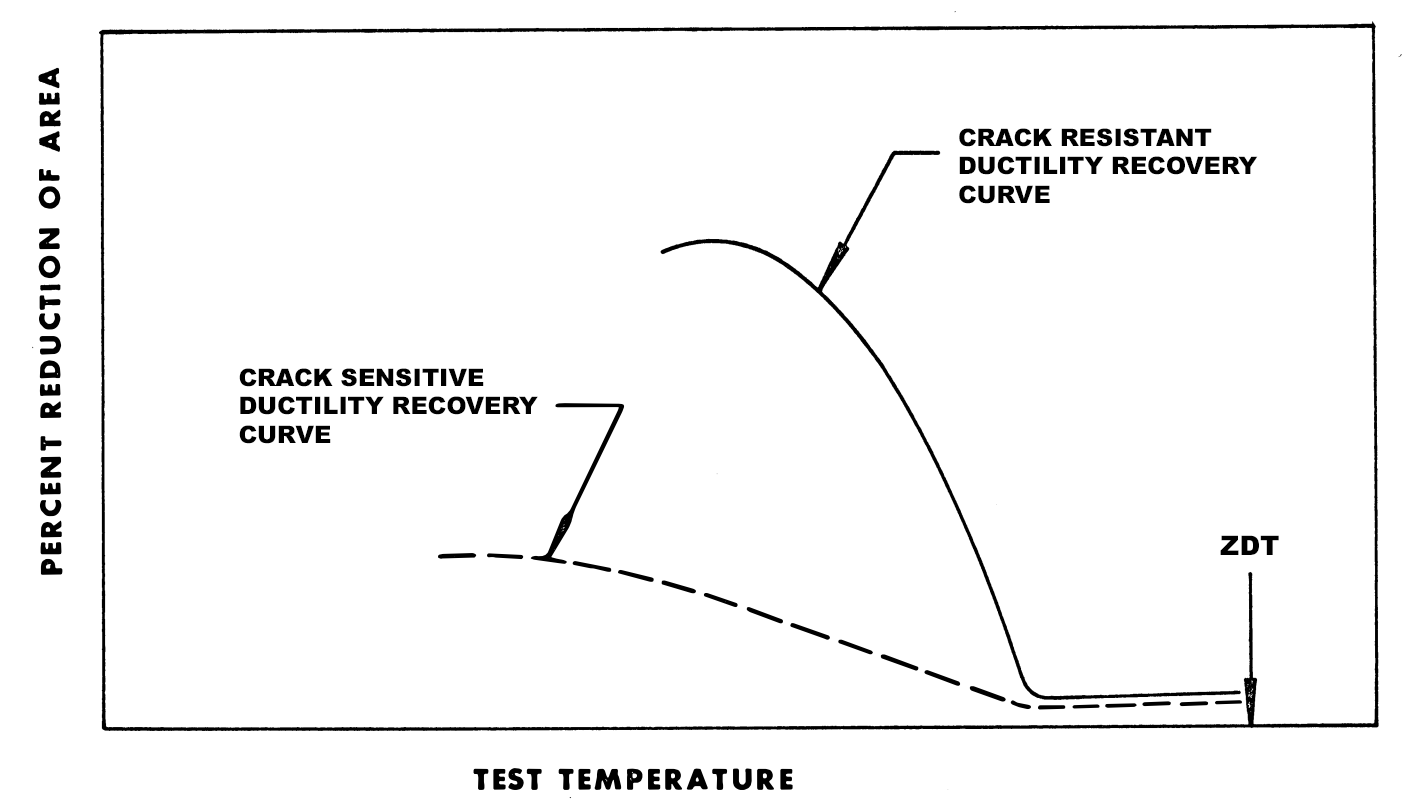 PERCENT REDUCTION OF AREA
CRACK RESISTANT
DUCTILITY RECOVERY
CURVE
CRACK SENSITIVE
DUCTILITY RECOVERY
CURVE
ZDT
TEST TEMPERATURE